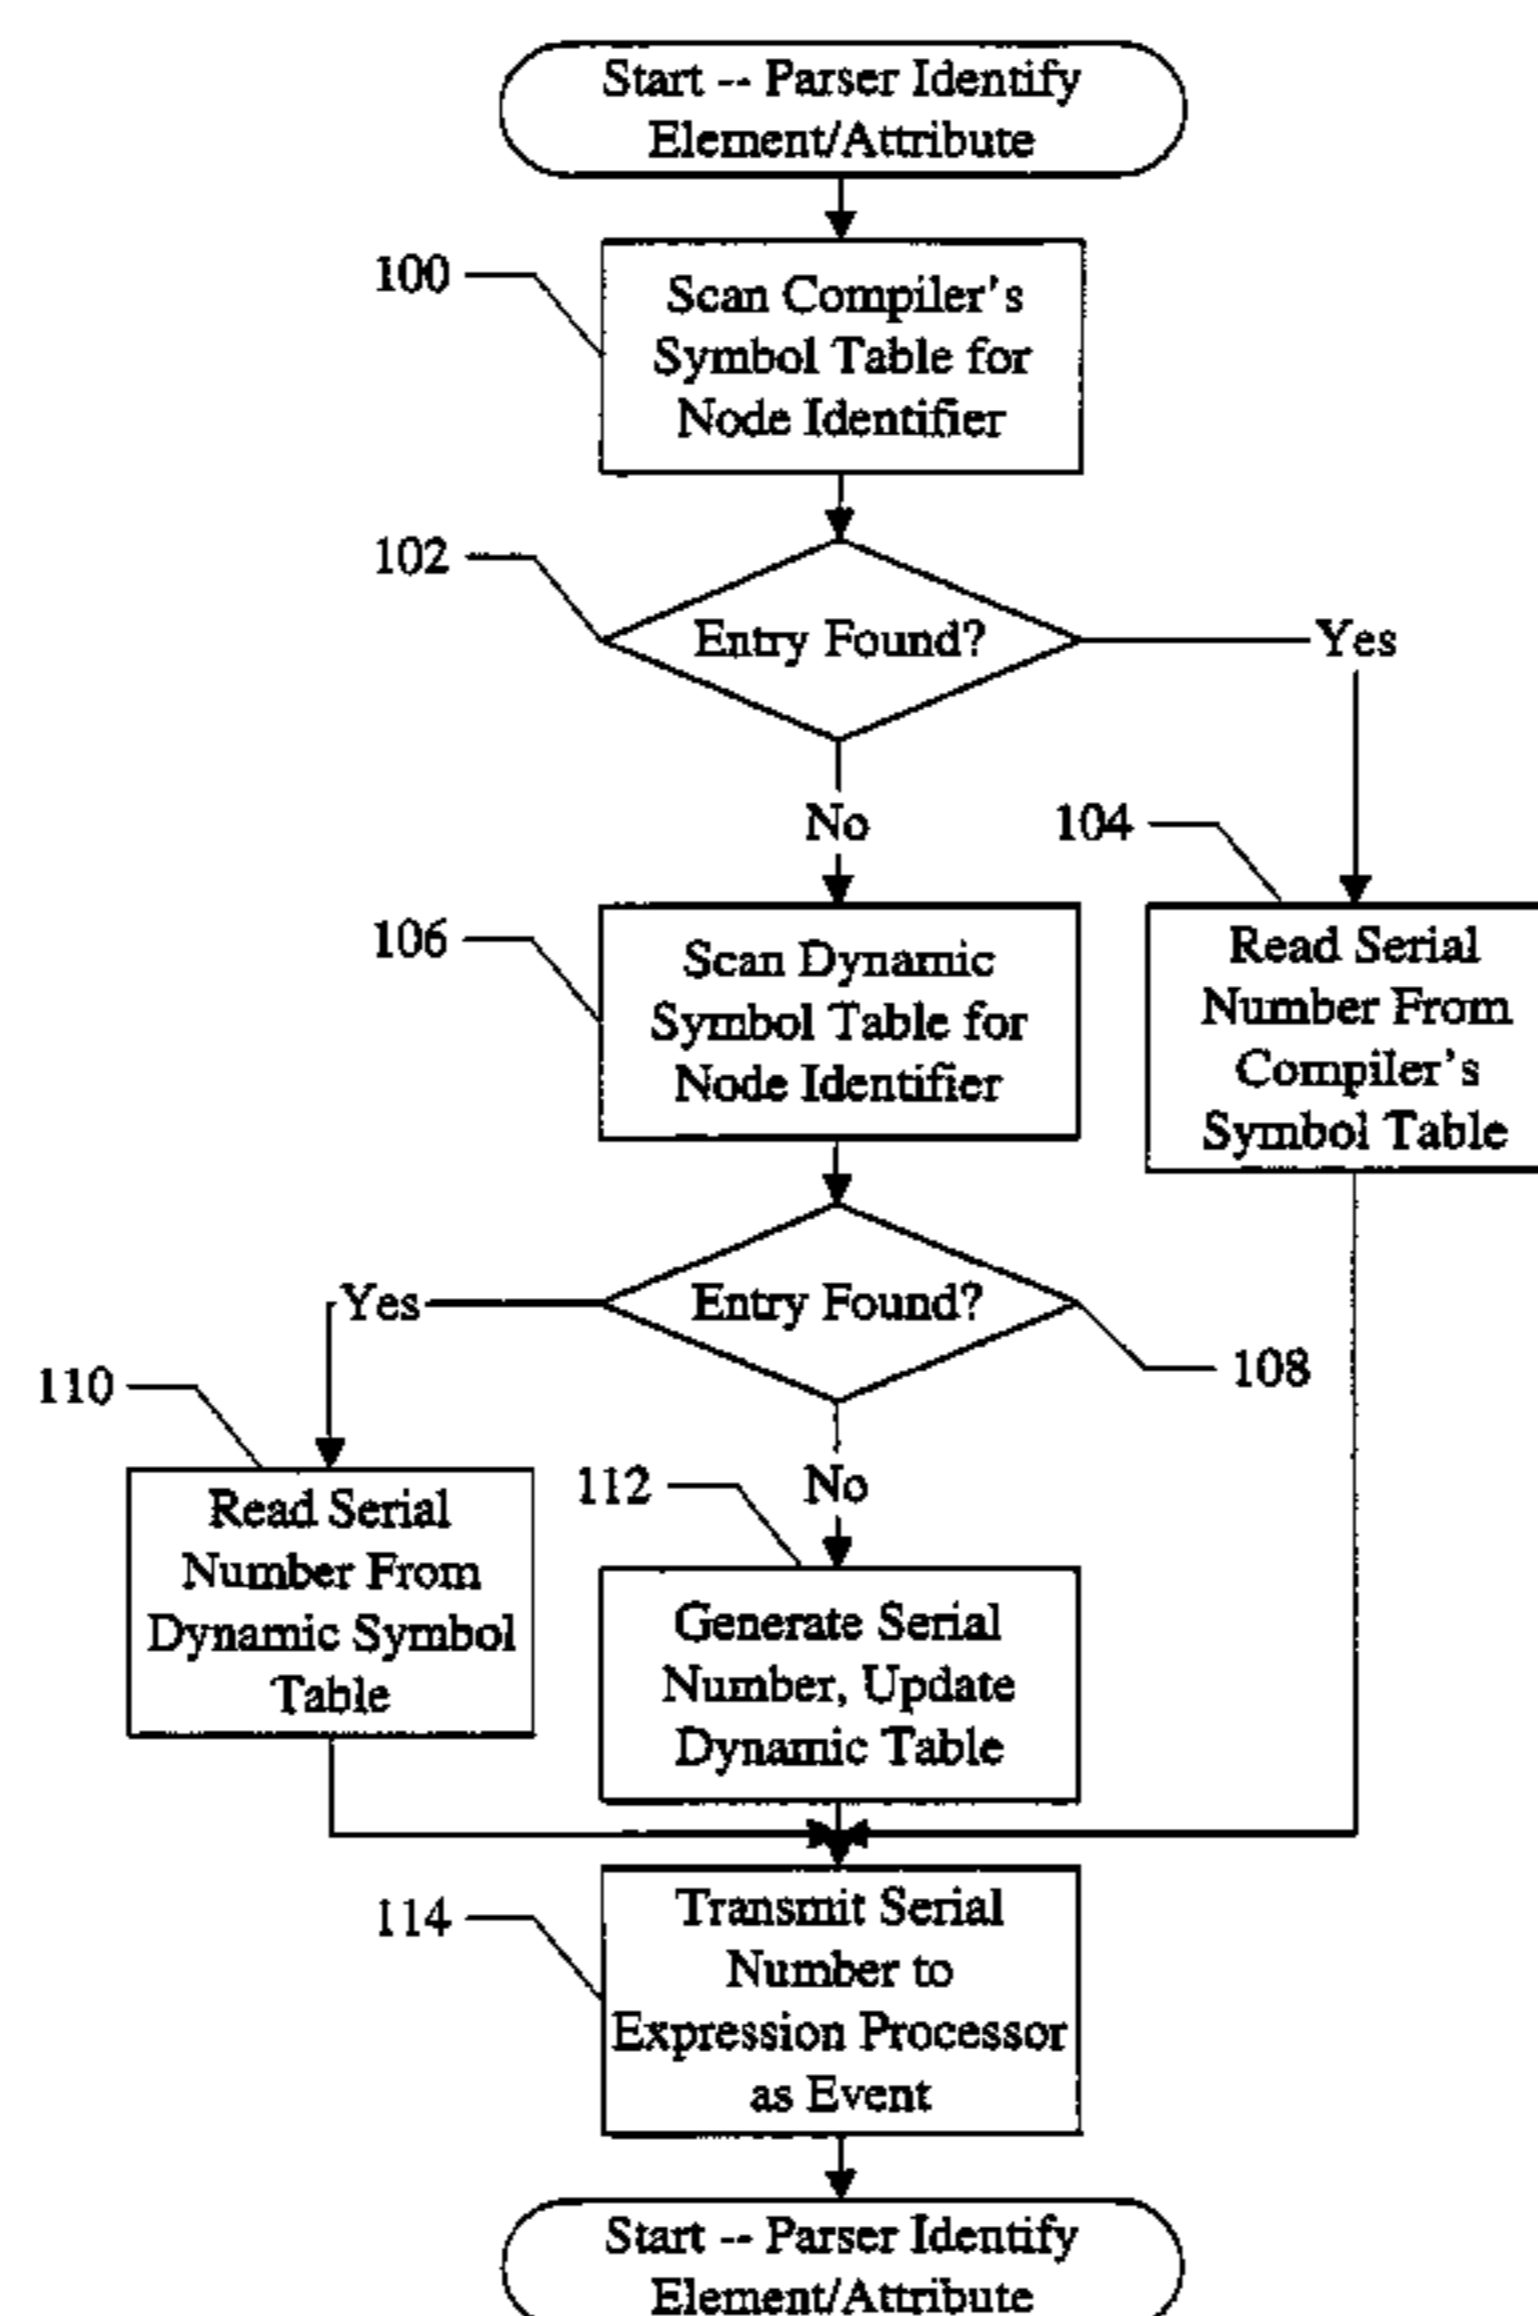 Start -- Parser Identify
Element/Attribute
100
Scan Compiler's
Symbol Table for
Node Identifier
102
Entry Found?
Yes
No
104
106
Scan Dynamic
Symbol Table for
Node Identifier
Read Serial
Number From
Compiler's
Symbol Table
Yes
Entry Found?
108
110
No
112
Read Serial
Number From
Dynamic Symbol
Table
Generate Serial
Number, Update
Dynamic Table
114
Transmit Serial
Number to
Expression Processor
as Event
Start -- Parser Identify
Element/Attribute